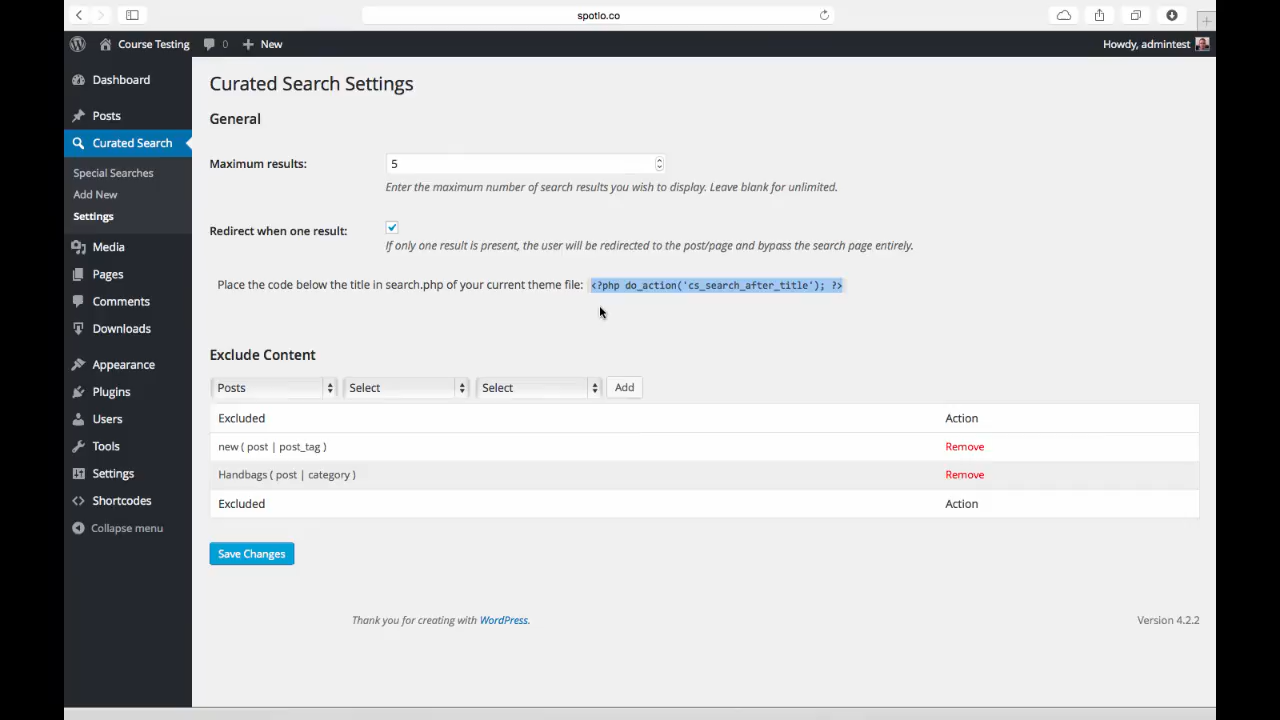 spotlo.co
Course Testing 0 New Howdy, admintest
Dashboard
Posts
Curated Search
Special Searches
Add New
Settings
Media
Pages
Comments
Downloads
Appearance
Plugins
Users
Tools
Settings
Shortcodes
Collapse menu
Curated Search Settings
General
Maximum results: 5
Enter the maximum number of search results you wish to display. Leave blank for unlimited.
Redirect when one result:
If only one result is present, the user will be redirected to the post/page and bypass the search page entirely.
Place the code below the title in search.php of your current theme file: <?php do_action('cs_search_after_title'); ?>
Exclude Content
Posts Select Select Add
Excluded Action
new ( post | post_tag ) Remove
Handbags ( post | category ) Remove
Excluded Action
Save Changes
Thank you for creating with WordPress. Version 4.2.2